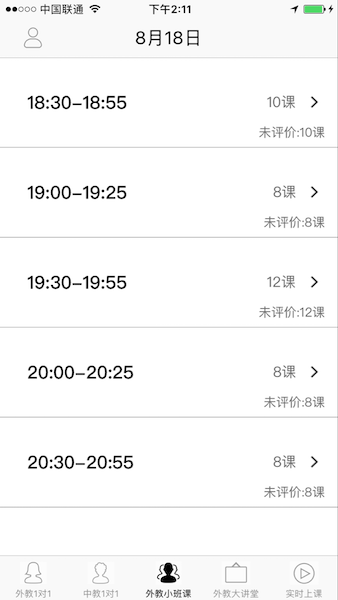 中国联通 下午2:11
8月18日
18:30-18:55 10课
未评价:10课
19:00-19:25 8课
未评价:8课
19:30-19:55 12课
未评价:12课
20:00-20:25 8课
未评价:8课
20:30-20:55 8课
未评价:8课
外教1对1 中教1对1 外教小班课 外教大讲堂 实时上课